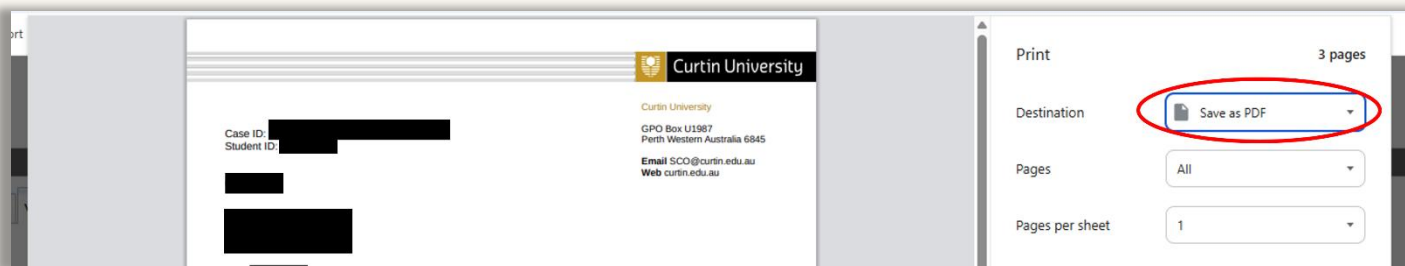 ort
Curtin University
Curtin University
GPO Box U1987
Perth Western Australia 6845
Email SCO@curtin.edu.au
Web curtin.edu.au
Case ID:
Student ID:
Print 3 pages
Destination Save as PDF
Pages All
Pages per sheet 1